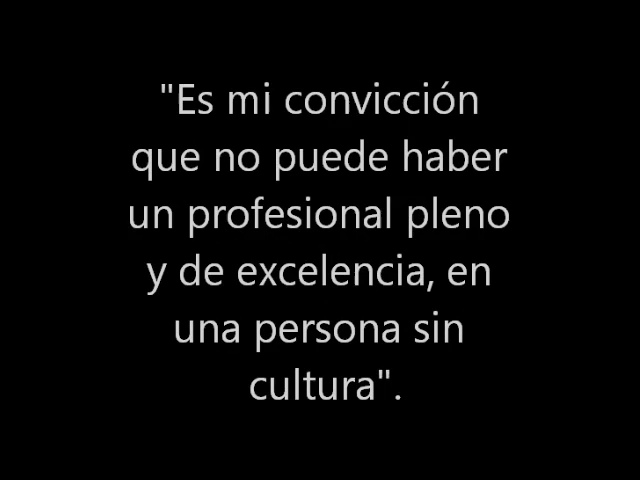 "Es mi convicción
que no puede haber
un profesional pleno
y de excelencia, en
una persona sin
cultura".